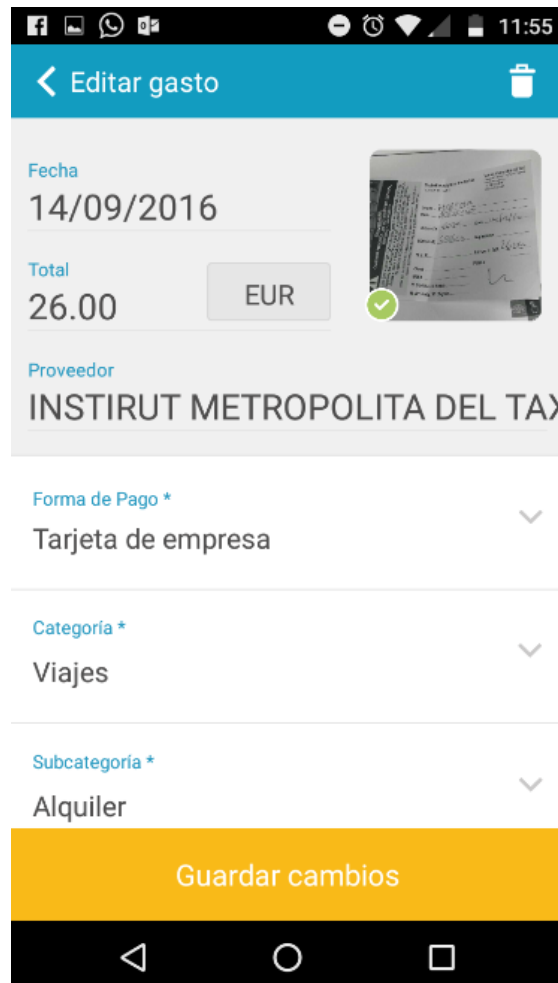 11:55
Editar gasto
Fecha
14/09/2016
Total
26.00
EUR
Proveedor
INSTIRUT METROPOLITA DEL TAX
Forma de Pago *
Tarjeta de empresa
Categoría *
Viajes
Subcategoría *
Alquiler
Guardar cambios